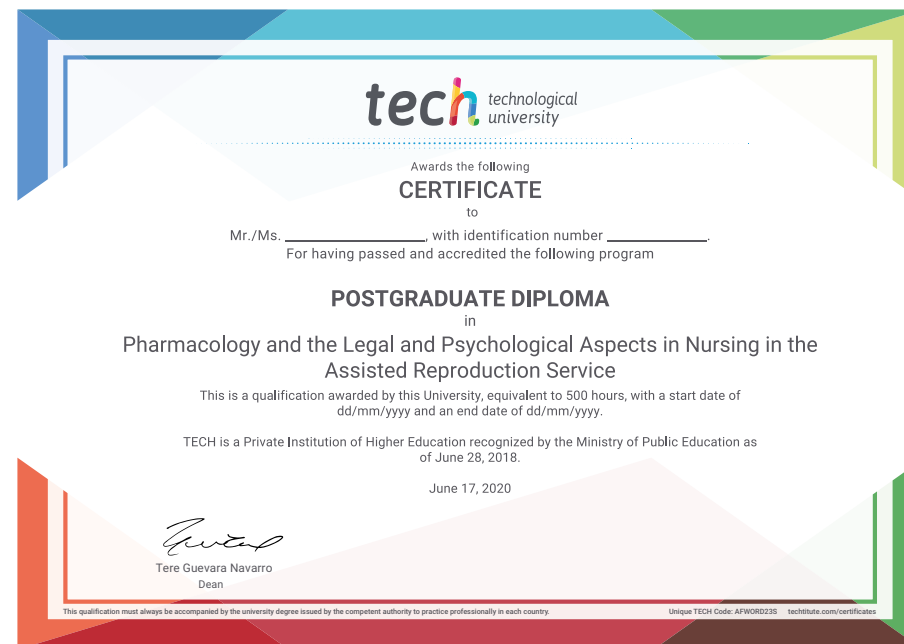 tech technological
university
Awards the following
CERTIFICATE
to
Mr./Ms. ____________________, with identification number ______________.
For having passed and accredited the following program
POSTGRADUATE DIPLOMA
in
Pharmacology and the Legal and Psychological Aspects in Nursing in the
Assisted Reproduction Service
This is a qualification awarded by this University, equivalent to 500 hours, with a start date of
dd/mm/yyyy and an end date of dd/mm/yyyy.
TECH is a Private Institution of Higher Education recognized by the Ministry of Public Education as
of June 28, 2018.
June 17, 2020
Tere Guevara Navarro
Dean
This qualification must always be accompanied by the university degree issued by the competent authority to practice professionally in each country. Unique TECH Code: AFWORD23S techtitute.com/certificates